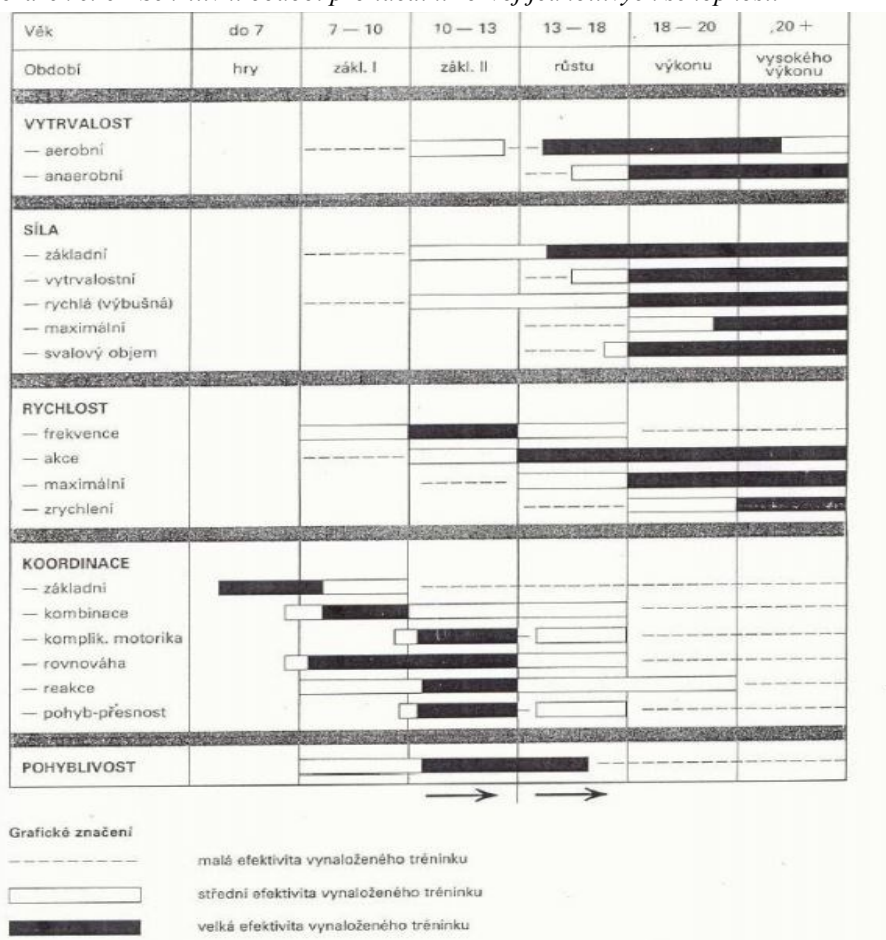 Věk do 7 7 — 10 10 — 13 13 — 18 18 — 20 20 +
Období hry zákl. I zákl. II růstu výkonu vysokého výkonu
VYTRVALOST
— aerobní
— anaerobní
SÍLA
— základní
— vytrvalostní
— rychlá (výbušná)
— maximální
— svalový objem
RYCHLOST
— frekvence
— akce
— maximální
— zrychlení
KOORDINACE
— základní
— kombinace
— komplik. motorika
— rovnováha
— reakce
— pohyb-přesnost
POHYBLIVOST
Grafické značení
malá efektivita vynaloženého tréninku
střední efektivita vynaloženého tréninku
velká efektivita vynaloženého tréninku